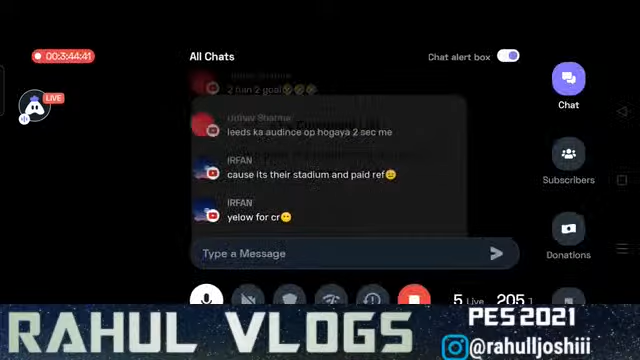 00:3:44:41
All Chats
Chat alert box
LIVE
2 han 2 goal
Chat
leeds ka audince op hogaya 2 sec me
IRFAN
cause its their stadium and paid ref😑
Subscribers
IRFAN
yelow for cr😶
Type a Message
Donations
5 Live
205
RAHUL VLOGS
PES 2021
@rahulljoshiii